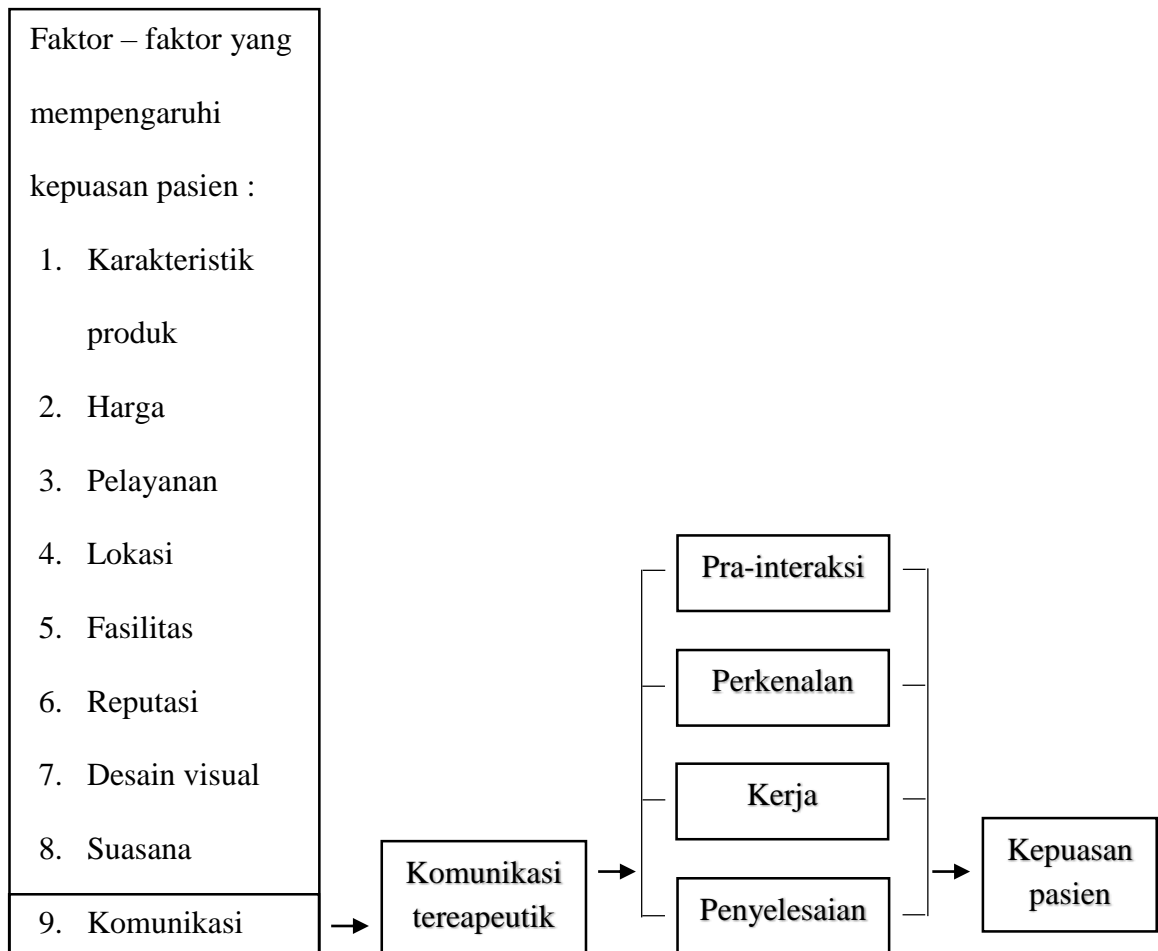 Faktor – faktor yang
mempengaruhi
kepuasan pasien :
1. Karakteristik
produk
2. Harga
3. Pelayanan
4. Lokasi
5. Fasilitas
6. Reputasi
7. Desain visual
8. Suasana
9. Komunikasi
Komunikasi
tereapeutik
Pra-interaksi
Perkenalan
Kerja
Penyelesaian
Kepuasan
pasien